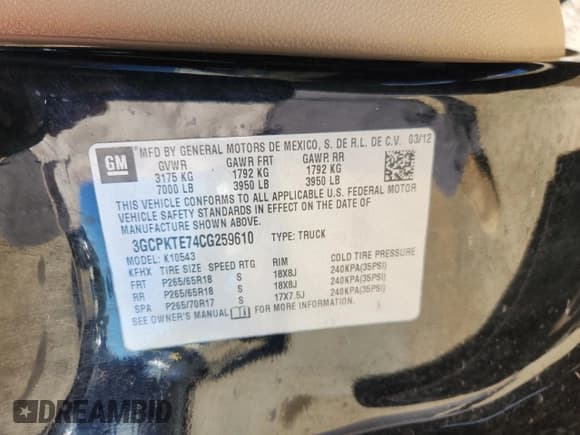 GM
MFD BY GENERAL MOTORS DE MEXICO, S. DE R.L. DE C.V. 03/12
GVWR GAWR FRT GAWR RR
3175 KG 1792 KG 1792 KG
7000 LB 3950 LB 3950 LB
THIS VEHICLE CONFORMS TO ALL APPLICABLE U.S. FEDERAL MOTOR
VEHICLE SAFETY STANDARDS IN EFFECT ON THE DATE OF
MANUFACTURE SHOWN ABOVE.
3GCPKTE74CG259610 TYPE: TRUCK
MODEL: K10543
KFHX TIRE SIZE SPEED RTG RIM COLD TIRE PRESSURE
FRT P265/65R18 S 18X8J 240KPA(35PSI)
RR P265/65R18 S 18X8J 240KPA(35PSI)
SPA P265/70R17 S 17X7.5J 240KPA(35PSI)
SEE OWNER'S MANUAL FOR MORE INFORMATION.
DREAMBID